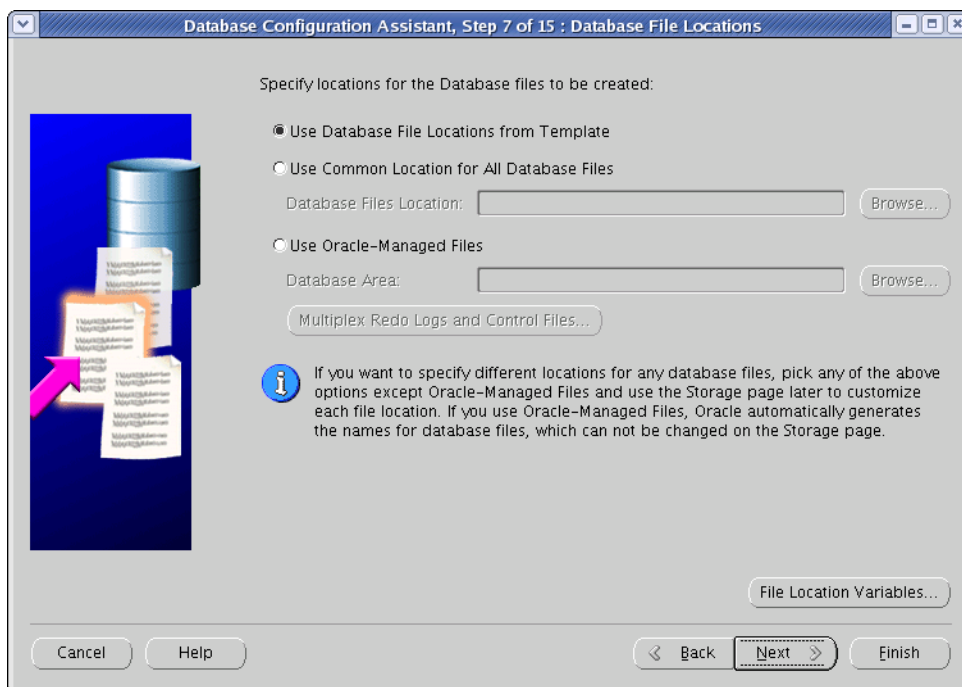 Database Configuration Assistant, Step 7 of 15 : Database File Locations
Specify locations for the Database files to be created:
Use Database File Locations from Template
Use Common Location for All Database Files
Database Files Location:
Browse...
Use Oracle-Managed Files
Database Area:
Browse...
Multiplex Redo Logs and Control Files...
If you want to specify different locations for any database files, pick any of the above
options except Oracle-Managed Files and use the Storage page later to customize
each file location. If you use Oracle-Managed Files, Oracle automatically generates
the names for database files, which can not be changed on the Storage page.
File Location Variables...
Cancel
Help
Back
Next
Finish